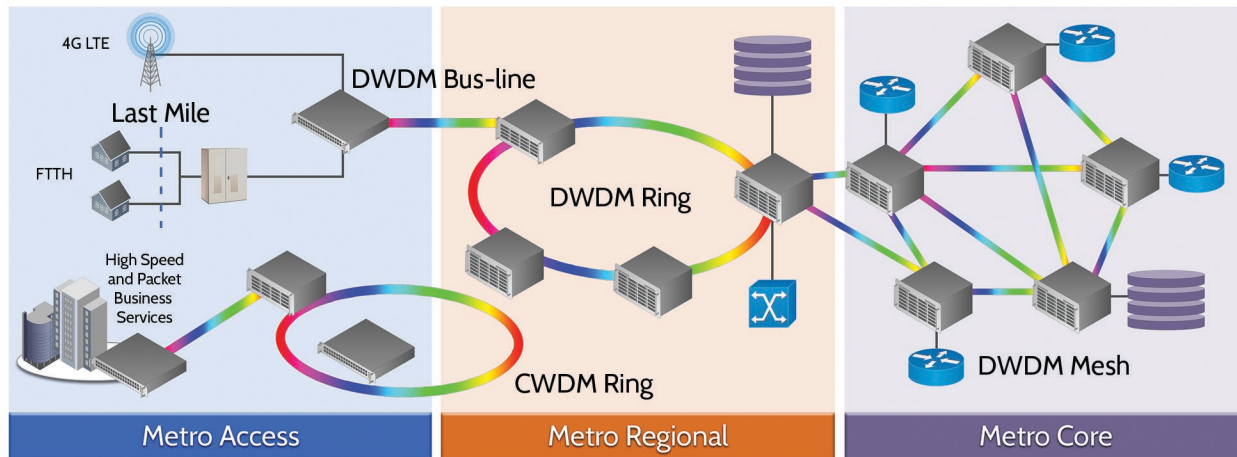 4G LTE
Last Mile
FTTH
High Speed
and Packet
Business
Services
DWDM Bus-line
DWDM Ring
CWDM Ring
DWDM Mesh
Metro Access
Metro Regional
Metro Core